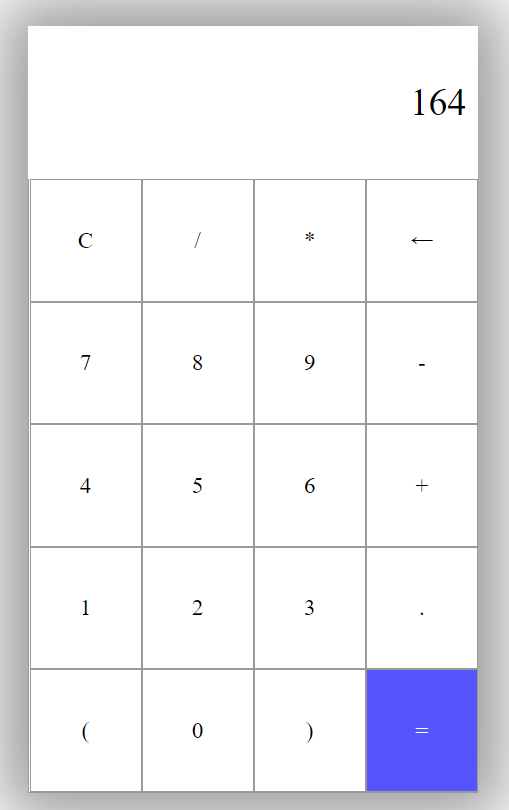 164
C / * ←
7 8 9 -
4 5 6 +
1 2 3 .
( 0 ) =